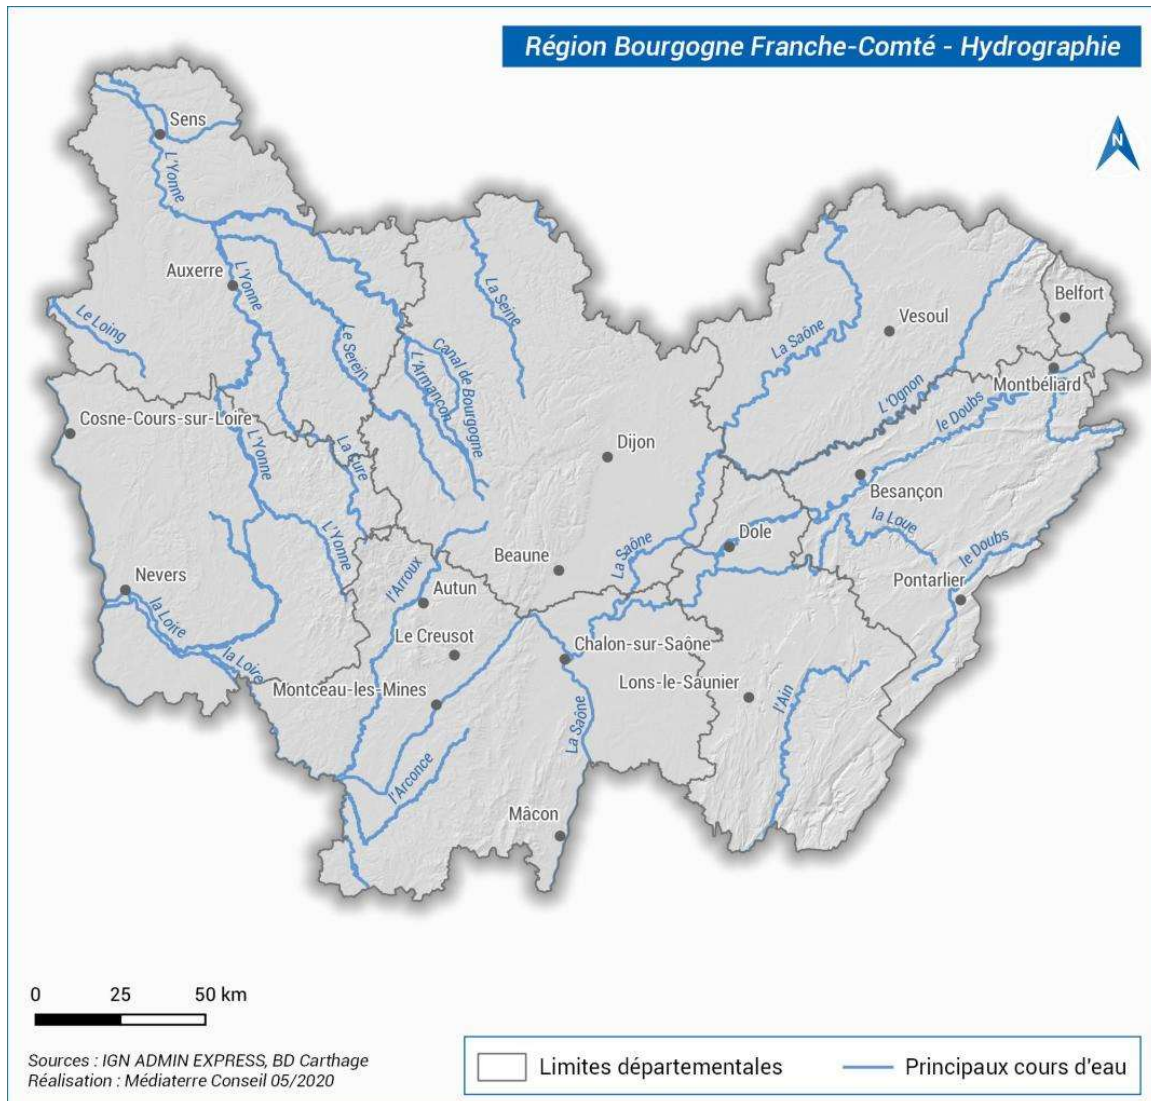 Région Bourgogne Franche-Comté - Hydrographie
N
Sens
L'Yonne
Auxerre
L'Yonne
La Seine
La Saône
Vesoul
Belfort
Le Loing
Le Serein
Canal de Bourgogne
L'Armançon
L'Ognon
Montbéliard
le Doubs
Cosne-Cours-sur-Loire
L'Yonne
La Cure
Dijon
Besançon
la Loue
L'Yonne
Dole
le Doubs
Nevers
Beaune
La Saône
Pontarlier
l'Arroux
Autun
la Loire
la Loire
Le Creusot
Chalon-sur-Saône
Montceau-les-Mines
Lons-le-Saunier
l'Ain
La Saône
l'Arconce
Mâcon
0 25 50 km
Sources : IGN ADMIN EXPRESS, BD Carthage
Réalisation : Médiaterre Conseil 05/2020
Limites départementales
Principaux cours d'eau